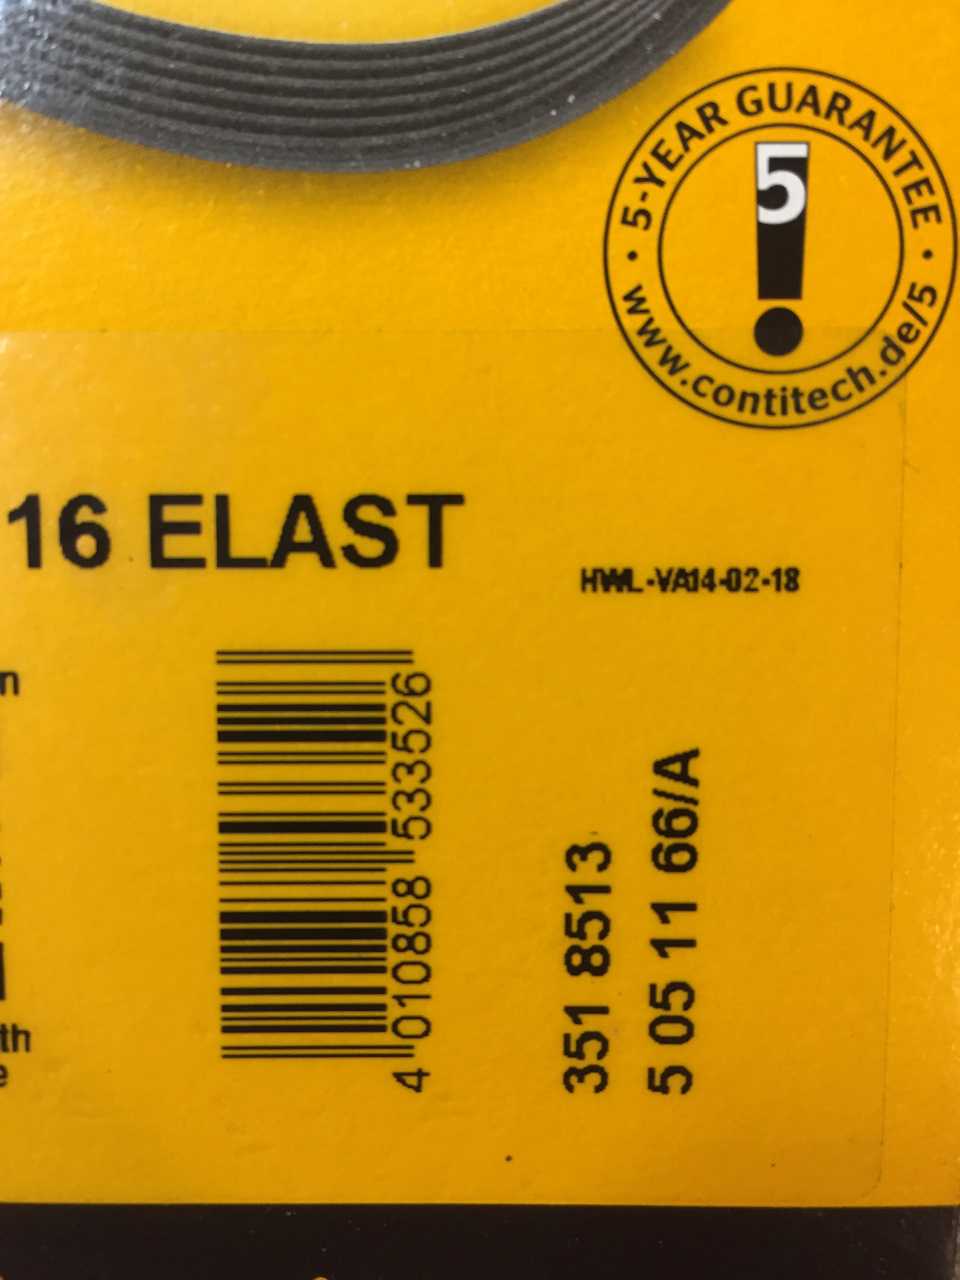 5-YEAR GUARANTEE
5
www.contitech.de/5
16 ELAST
HWL-VA14-02-18
n
4 010858 533526
351 8513
5 05 11 66/A
th
e